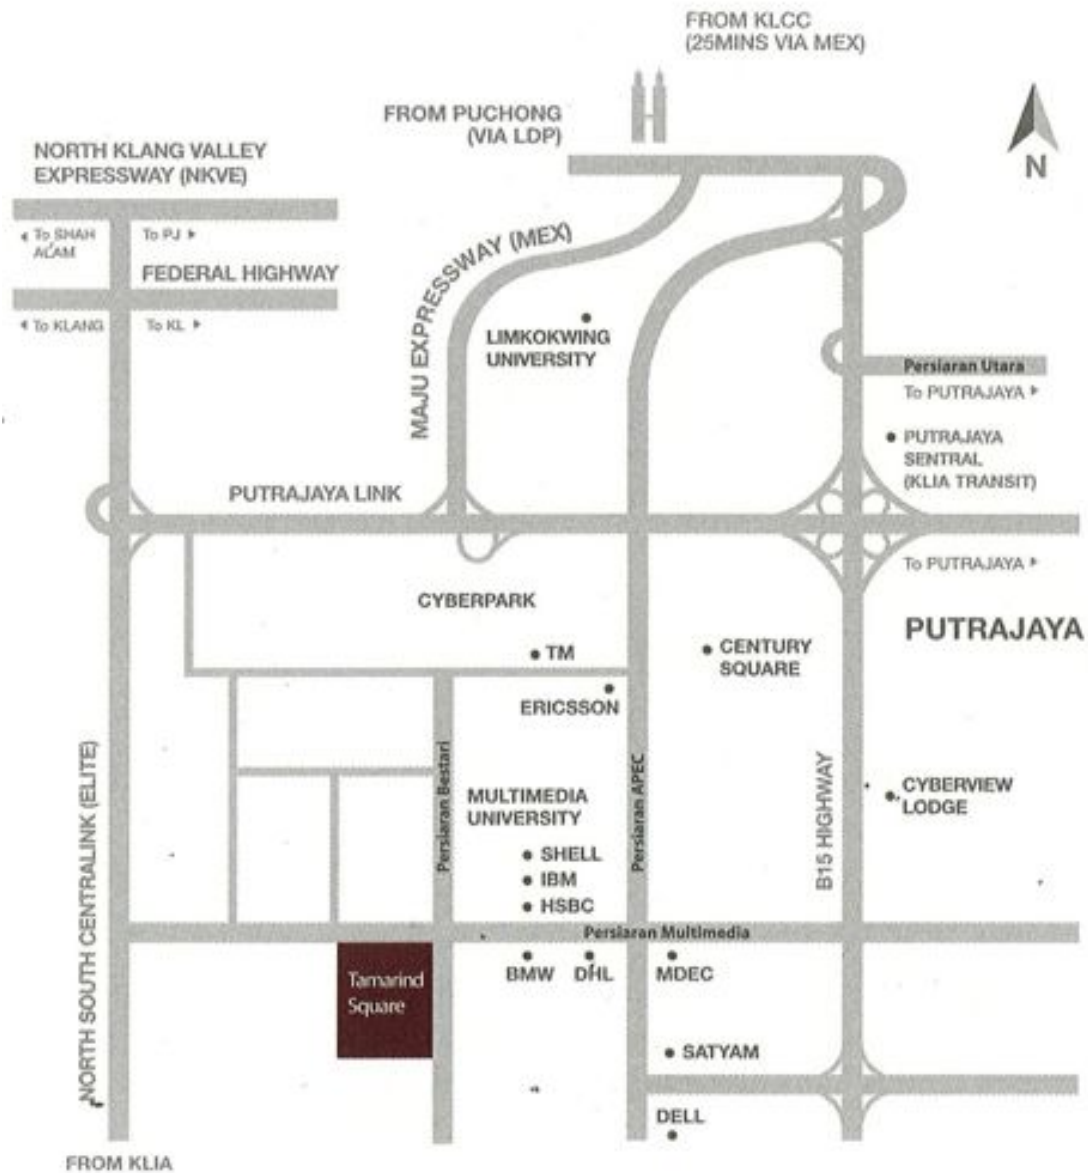 FROM KLCC
(25MINS VIA MEX)
FROM PUCHONG
(VIA LDP)
N
NORTH KLANG VALLEY
EXPRESSWAY (NKVE)
To SHAH
ALAM
To PJ
FEDERAL HIGHWAY
To KLANG
To KL
MAJU EXPRESSWAY (MEX)
LIMKOKWING
UNIVERSITY
Persiaran Utara
To PUTRAJAYA
PUTRAJAYA
SENTRAL
(KLIA TRANSIT)
PUTRAJAYA LINK
To PUTRAJAYA
CYBERPARK
PUTRAJAYA
TM
CENTURY
SQUARE
ERICSSON
NORTH SOUTH CENTRALINK (ELITE)
Persiaran Bestari
Persiaran APEC
B15 HIGHWAY
MULTIMEDIA
UNIVERSITY
CYBERVIEW
LODGE
SHELL
IBM
HSBC
Persiaran Multimedia
BMW
DHL
MDEC
Tamarind
Square
SATYAM
DELL
FROM KLIA